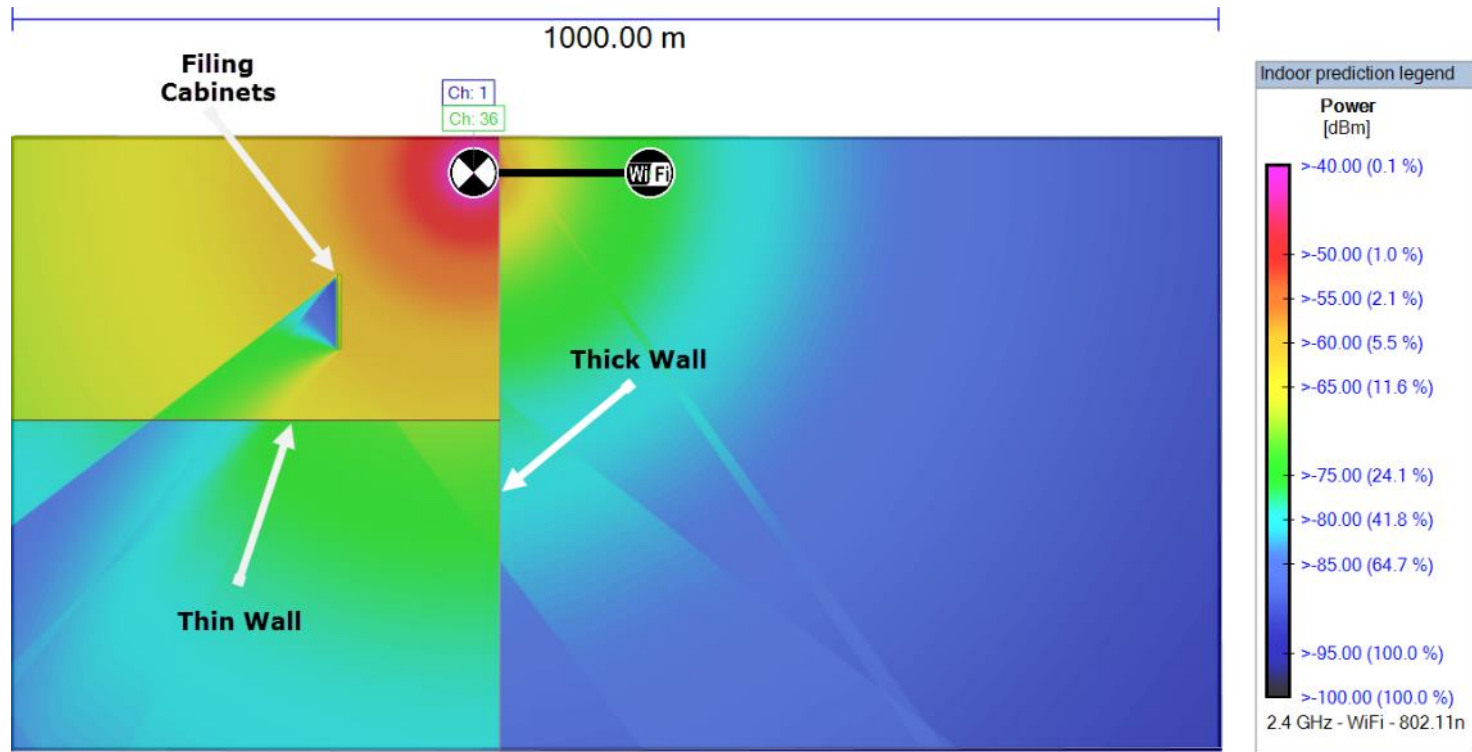 1000.00 m
Filing
Cabinets
Ch: 1
Ch: 36
Wi Fi
Thick Wall
Thin Wall
Indoor prediction legend
Power
[dBm]
>-40.00 (0.1 %)
>-50.00 (1.0 %)
>-55.00 (2.1 %)
>-60.00 (5.5 %)
>-65.00 (11.6 %)
>-75.00 (24.1 %)
>-80.00 (41.8 %)
>-85.00 (64.7 %)
>-95.00 (100.0 %)
>-100.00 (100.0 %)
2.4 GHz - WiFi - 802.11n